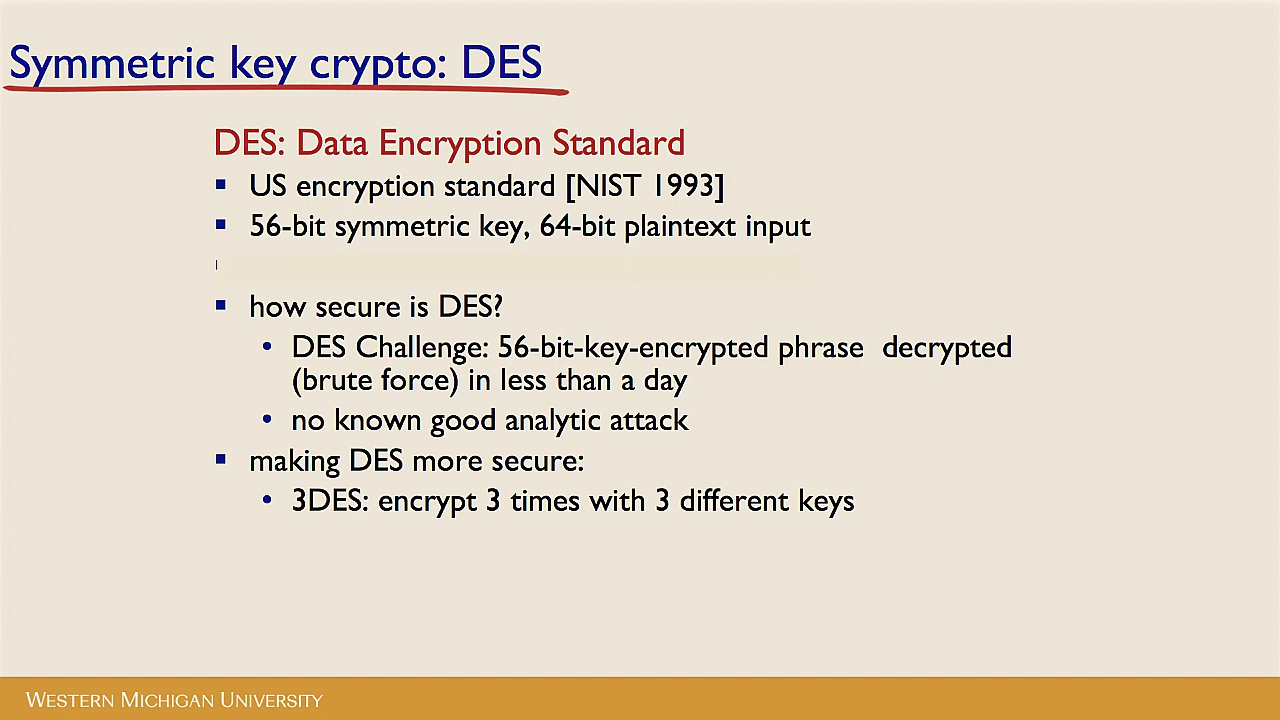 Symmetric key crypto: DES
DES: Data Encryption Standard
▪ US encryption standard [NIST 1993]
▪ 56-bit symmetric key, 64-bit plaintext input
▪ how secure is DES?
• DES Challenge: 56-bit-key-encrypted phrase decrypted
(brute force) in less than a day
• no known good analytic attack
▪ making DES more secure:
• 3DES: encrypt 3 times with 3 different keys
WESTERN MICHIGAN UNIVERSITY